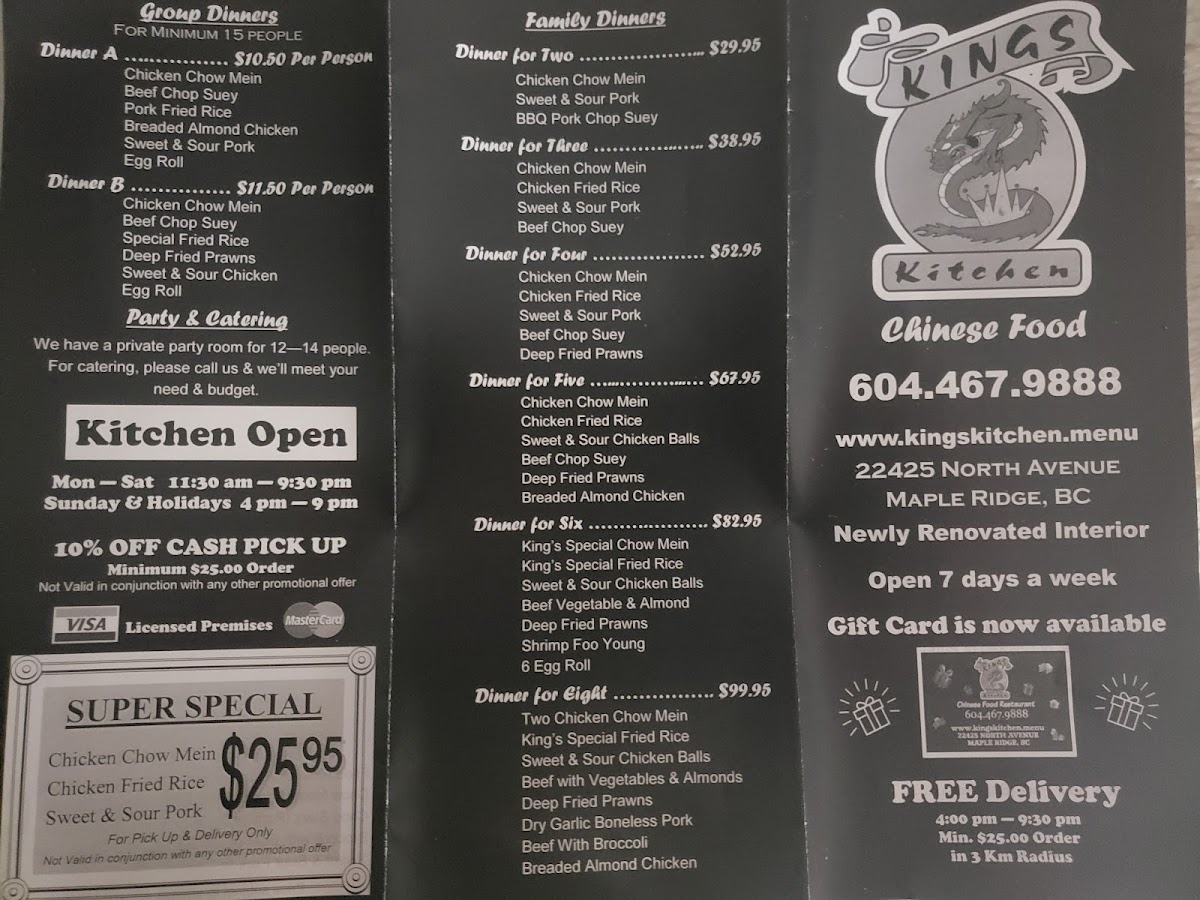 Group Dinners
For Minimum 15 people
Dinner A ................ $10.50 Per Person
Chicken Chow Mein
Beef Chop Suey
Pork Fried Rice
Breaded Almond Chicken
Sweet & Sour Pork
Egg Roll
Dinner B ............... $11.50 Per Person
Chicken Chow Mein
Beef Chop Suey
Special Fried Rice
Deep Fried Prawns
Sweet & Sour Chicken
Egg Roll
Party & Catering
We have a private party room for 12—14 people.
For catering, please call us & we'll meet your
need & budget.
Kitchen Open
Mon — Sat 11:30 am — 9:30 pm
Sunday & Holidays 4 pm — 9 pm
10% OFF CASH PICK UP
Minimum $25.00 Order
Not Valid in conjunction with any other promotional offer
VISA Licensed Premises MasterCard
SUPER SPECIAL
Chicken Chow Mein
Chicken Fried Rice
Sweet & Sour Pork
$25.95
For Pick Up & Delivery Only
Not Valid in conjunction with any other promotional offer
Family Dinners
Dinner for Two ................... $29.95
Chicken Chow Mein
Sweet & Sour Pork
BBQ Pork Chop Suey
Dinner for Three ................. $38.95
Chicken Chow Mein
Chicken Fried Rice
Sweet & Sour Pork
Beef Chop Suey
Dinner for Four ................... $52.95
Chicken Chow Mein
Chicken Fried Rice
Sweet & Sour Pork
Beef Chop Suey
Deep Fried Prawns
Dinner for Five ................... $67.95
Chicken Chow Mein
Chicken Fried Rice
Sweet & Sour Chicken Balls
Beef Chop Suey
Deep Fried Prawns
Breaded Almond Chicken
Dinner for Six .................... $82.95
King's Special Chow Mein
King's Special Fried Rice
Sweet & Sour Chicken Balls
Beef Vegetable & Almond
Deep Fried Prawns
Shrimp Foo Young
6 Egg Roll
Dinner for Eight ................. $99.95
Two Chicken Chow Mein
King's Special Fried Rice
Sweet & Sour Chicken Balls
Beef with Vegetables & Almonds
Deep Fried Prawns
Dry Garlic Boneless Pork
Beef With Broccoli
Breaded Almond Chicken
KINGS
Kitchen
Chinese Food
604.467.9888
www.kingskitchen.menu
22425 North Avenue
Maple Ridge, BC
Newly Renovated Interior
Open 7 days a week
Gift Card is now available
KINGS
Kitchen
Chinese Food Restaurant
604.467.9888
www.kingskitchen.menu
22425 NORTH AVENUE
MAPLE RIDGE, BC
FREE Delivery
4:00 pm — 9:30 pm
Min. $25.00 Order
in 3 Km Radius